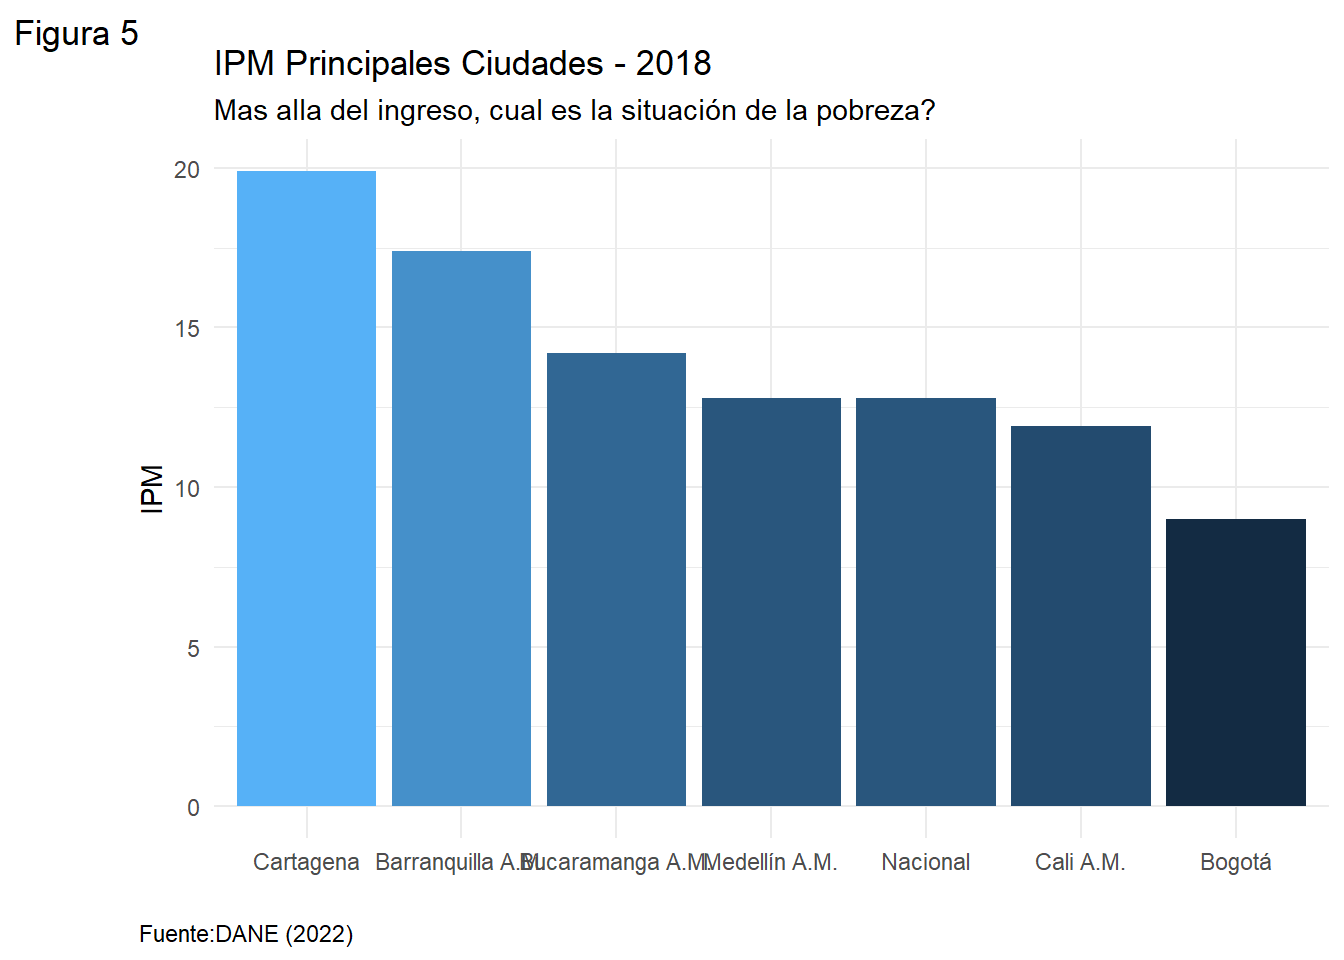 Figura 5
IPM Principales Ciudades - 2018
Mas alla del ingreso, cual es la situación de la pobreza?
IPM
20
15
10
5
0
Cartagena
Barranquilla A.M.
Bucaramanga A.M.
Medellín A.M.
Nacional
Cali A.M.
Bogotá
Fuente:DANE (2022)